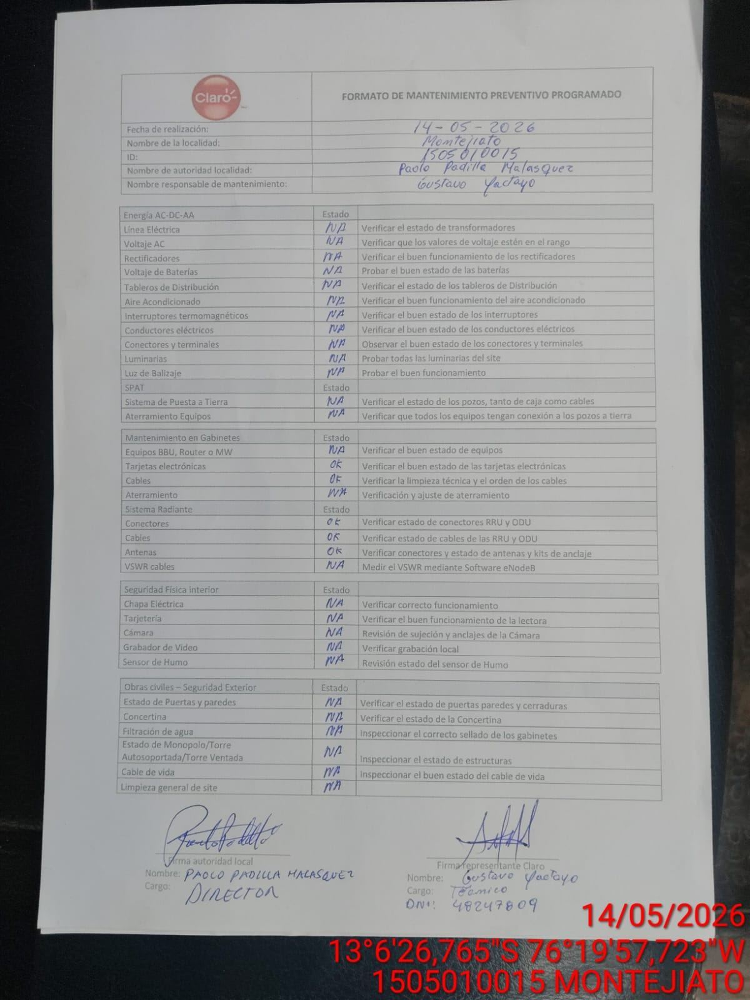 Claro
FORMATO DE MANTENIMIENTO PREVENTIVO PROGRAMADO
Fecha de realización: 14-05-2026
Nombre de la localidad: Montejiato
ID: 1505010015
Nombre de autoridad localidad: Paolo Padilla Malasquez
Nombre responsable de mantenimiento: Gustavo Yactayo
Energía AC-DC-AA Estado
Línea Eléctrica NA Verificar el estado de transformadores
Voltaje AC NA Verificar que los valores de voltaje estén en el rango
Rectificadores NA Verificar el buen funcionamiento de los rectificadores
Voltaje de Baterías NA Probar el buen estado de las baterías
Tableros de Distribución NA Verificar el estado de los tableros de Distribución
Aire Acondicionado NA Verificar el buen funcionamiento del aire acondicionado
Interruptores termomagnéticos NA Verificar el buen estado de los interruptores
Conductores eléctricos NA Verificar el buen estado de los conductores eléctricos
Conectores y terminales NA Observar el buen estado de los conectores y terminales
Luminarias NA Probar todas las luminarias del site
Luz de Balizaje NA Probar el buen funcionamiento
SPAT Estado
Sistema de Puesta a Tierra NA Verificar el estado de los pozos, tanto de caja como cables
Aterramiento Equipos NA Verificar que todos los equipos tengan conexión a los pozos a tierra
Mantenimiento en Gabinetes Estado
Equipos BBU, Router o MW NA Verificar el buen estado de equipos
Tarjetas electrónicas OK Verificar el buen estado de las tarjetas electrónicas
Cables OK Verificar la limpieza técnica y el orden de los cables
Aterramiento NA Verificación y ajuste de aterramiento
Sistema Radiante Estado
Conectores OK Verificar estado de conectores RRU y ODU
Cables OK Verificar estado de cables de las RRU y ODU
Antenas OK Verificar conectores y estado de antenas y kits de anclaje
VSWR cables NA Medir el VSWR mediante Software eNodeB
Seguridad Física interior Estado
Chapa Eléctrica NA Verificar correcto funcionamiento
Tarjetería NA Verificar el buen funcionamiento de la lectora
Cámara NA Revisión de sujeción y anclajes de la Cámara
Grabador de Video NA Verificar grabación local
Sensor de Humo NA Revisión estado del sensor de Humo
Obras civiles – Seguridad Exterior Estado
Estado de Puertas y paredes NA Verificar el estado de puertas paredes y cerraduras
Concertina NA Verificar el estado de la Concertina
Filtración de agua NA Inspeccionar el correcto sellado de los gabinetes
Estado de Monopolo/Torre
Autosoportada/Torre Ventada NA Inspeccionar el estado de estructuras
Cable de vida NA Inspeccionar el buen estado del cable de vida
Limpieza general de site NA
Firma autoridad local
Nombre: PAOLO PADILLA MALASQUEZ
Cargo: DIRECTOR
Firma representante Claro
Nombre: Gustavo Yactayo
Cargo: Técnico
DNI: 48247809
14/05/2026
13°6'26,765"S 76°19'57,723"W
1505010015 MONTEJIATO